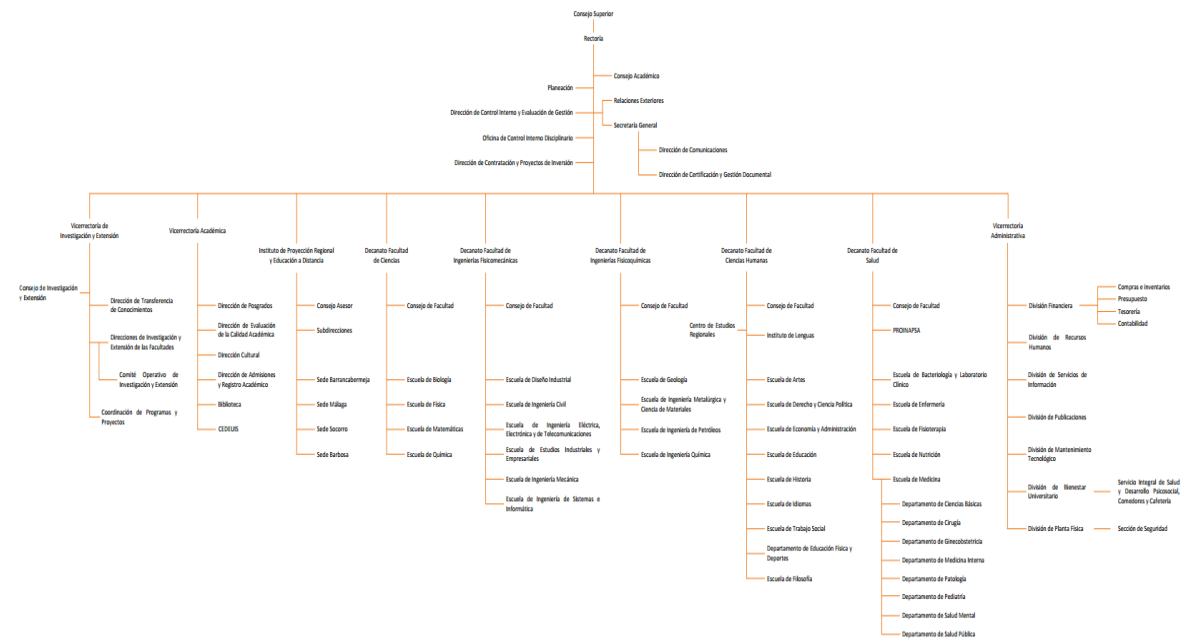 Consejo Superior
Rectoría
Consejo Académico
Planeación
Relaciones Exteriores
Dirección de Control Interno y Evaluación de Gestión
Secretaría General
Oficina de Control Interno Disciplinario
Dirección de Comunicaciones
Dirección de Contratación y Proyectos de Inversión
Dirección de Certificación y Gestión Documental
Vicerrectoría de
Investigación y Extensión
Consejo de Investigación
y Extensión
Dirección de Transferencia
de Conocimientos
Direcciones de Investigación y
Extensión de las Facultades
Comité Operativo de
Investigación y Extensión
Coordinación de Programas y
Proyectos
Vicerrectoría Académica
Dirección de Posgrados
Dirección de Evaluación
de la Calidad Académica
Dirección Cultural
Dirección de Admisiones
y Registro Académico
Biblioteca
CEDEUIS
Instituto de Proyección Regional
y Educación a Distancia
Consejo Asesor
Subdirecciones
Sede Barrancabermeja
Sede Málaga
Sede Socorro
Sede Barbosa
Decanato Facultad
de Ciencias
Consejo de Facultad
Escuela de Biología
Escuela de Física
Escuela de Matemáticas
Escuela de Química
Decanato Facultad de
Ingenierías Fisicomecánicas
Consejo de Facultad
Escuela de Diseño Industrial
Escuela de Ingeniería Civil
Escuela de Ingeniería Eléctrica,
Electrónica y de Telecomunicaciones
Escuela de Estudios Industriales y
Empresariales
Escuela de Ingeniería Mecánica
Escuela de Ingeniería de Sistemas e
Informática
Decanato Facultad de
Ingenierías Fisicoquímicas
Consejo de Facultad
Escuela de Geología
Escuela de Ingeniería Metalúrgica y
Ciencia de Materiales
Escuela de Ingeniería de Petróleos
Escuela de Ingeniería Química
Decanato Facultad de
Ciencias Humanas
Consejo de Facultad
Centro de Estudios
Regionales
Instituto de Lenguas
Escuela de Artes
Escuela de Derecho y Ciencia Política
Escuela de Economía y Administración
Escuela de Educación
Escuela de Historia
Escuela de Idiomas
Escuela de Trabajo Social
Departamento de Educación Física y
Deportes
Escuela de Filosofía
Decanato Facultad de
Salud
Consejo de Facultad
PROINAPSA
Escuela de Bacteriología y Laboratorio
Clínico
Escuela de Enfermería
Escuela de Fisioterapia
Escuela de Nutrición
Escuela de Medicina
Departamento de Ciencias Básicas
Departamento de Cirugía
Departamento de Ginecobstetricia
Departamento de Medicina Interna
Departamento de Patología
Departamento de Pediatría
Departamento de Salud Mental
Departamento de Salud Pública
Vicerrectoría
Administrativa
División Financiera
Compras e Inventarios
Presupuesto
Tesorería
Contabilidad
División de Recursos
Humanos
División de Servicios de
Información
División de Publicaciones
División de Mantenimiento
Tecnológico
División de Bienestar
Universitario
Servicio Integral de Salud
y Desarrollo Psicosocial,
Comedores y Cafetería
División de Planta Física
Sección de Seguridad